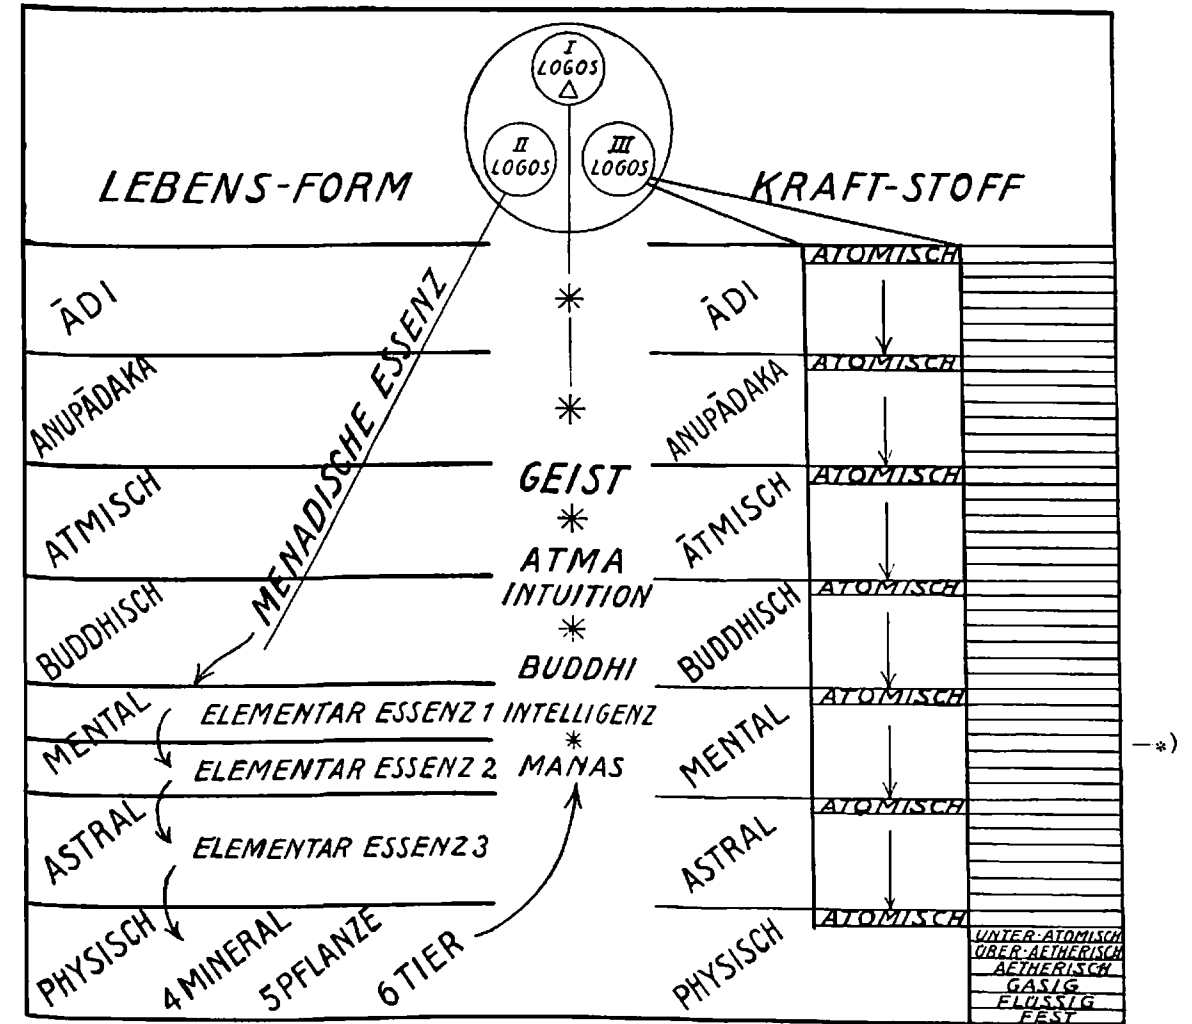 I
LOGOS
II
LOGOS
III
LOGOS
LEBENS-FORM
KRAFT-STOFF
MENADISCHE ESSENZ
ĀDI
ANUPĀDAKA
ATMISCH
BUDDHISCH
MENTAL
ASTRAL
PHYSISCH
ELEMENTAR ESSENZ 1
ELEMENTAR ESSENZ 2
ELEMENTAR ESSENZ 3
4 MINERAL
5 PFLANZE
6 TIER
GEIST
ATMA
INTUITION
BUDDHI
INTELLIGENZ
MANAS
ĀDI
ANUPĀDAKA
ĀTMISCH
BUDDHISCH
MENTAL
ASTRAL
PHYSISCH
ATOMISCH
ATOMISCH
ATOMISCH
ATOMISCH
ATOMISCH
ATOMISCH
ATOMISCH
UNTER-ATOMISCH
ÜBER-AETHERISCH
AETHERISCH
GASIG
FLÜSSIG
FEST
—*)